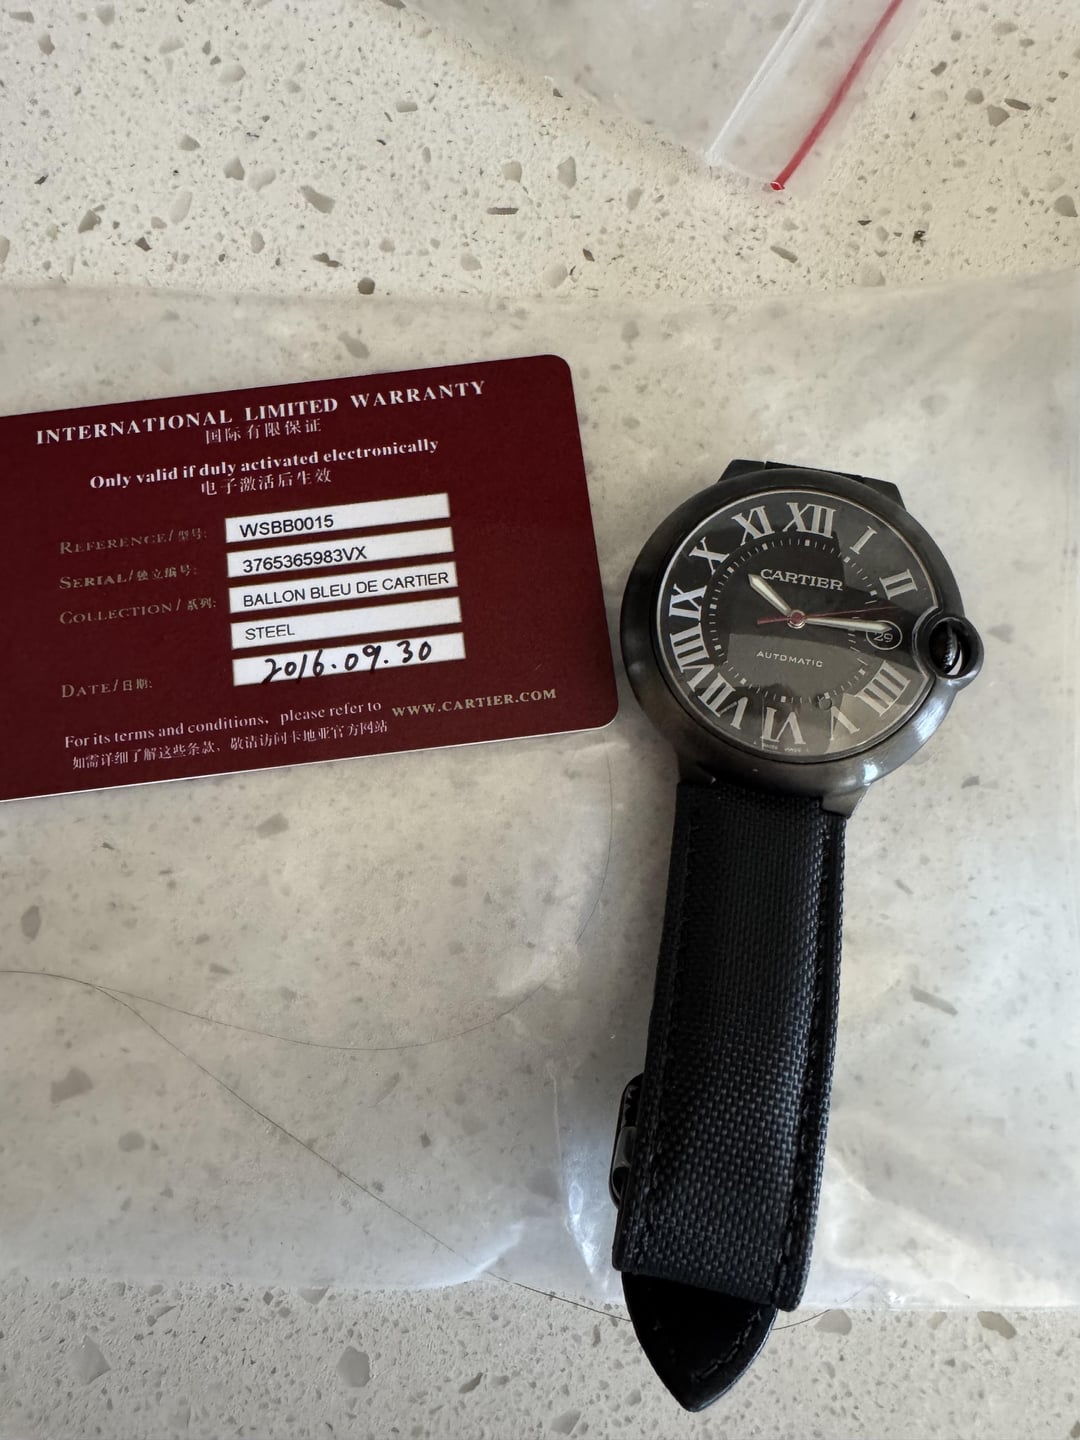 INTERNATIONAL LIMITED WARRANTY
国际有限保证
Only valid if duly activated electronically
电子激活后生效
REFERENCE/型号: WSBB0015
SERIAL/独立编号: 3765365983VX
COLLECTION/系列: BALLON BLEU DE CARTIER
STEEL
DATE/日期: 2016.09.30
For its terms and conditions, please refer to WWW.CARTIER.COM
如需详细了解这些条款, 敬请访问卡地亚官方网站
XII
I
II
IIII
V
VI
VII
VIII
IX
X
XI
CARTIER
29
AUTOMATIC
SWISS MADE